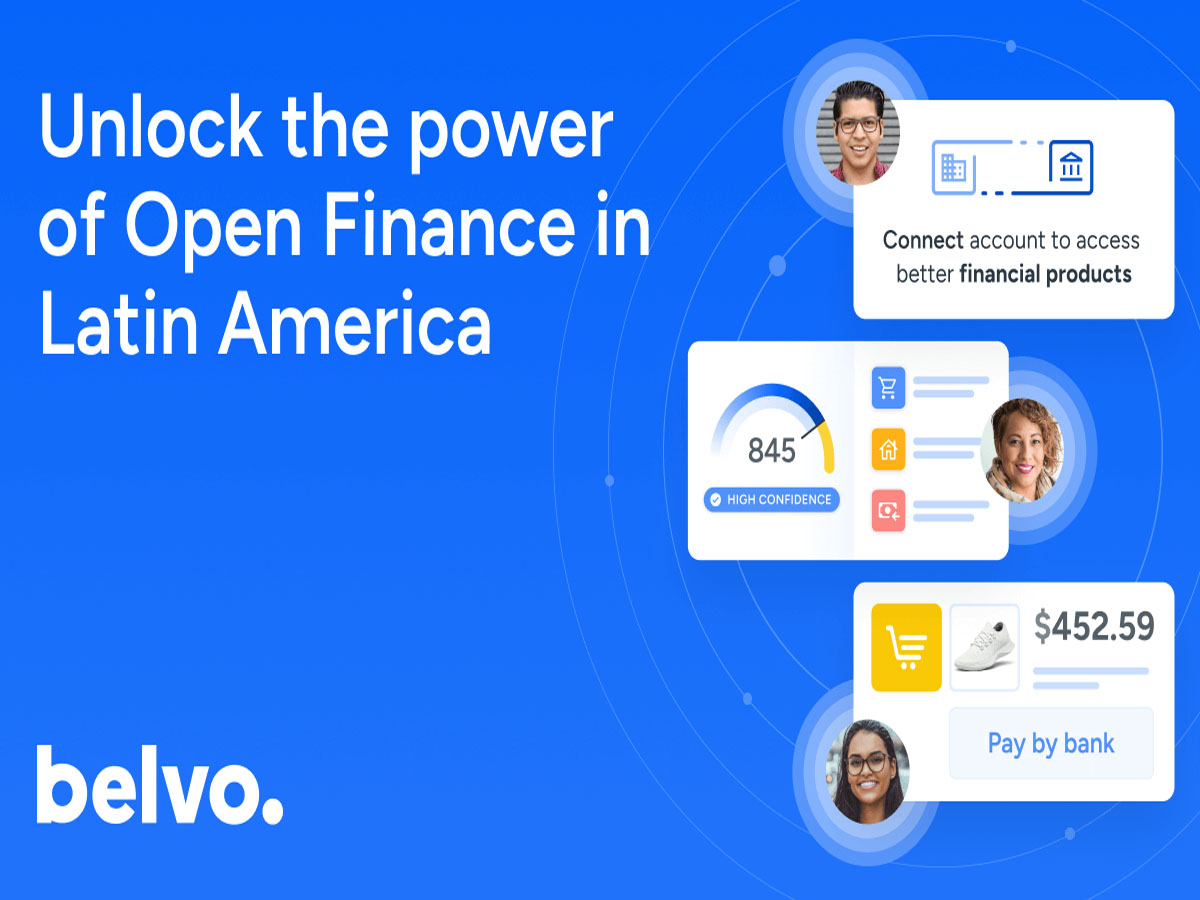 Unlock the power
of Open Finance in
Latin America
Connect account to access
better financial products
845
HIGH CONFIDENCE
$452.59
Pay by bank
belvo.